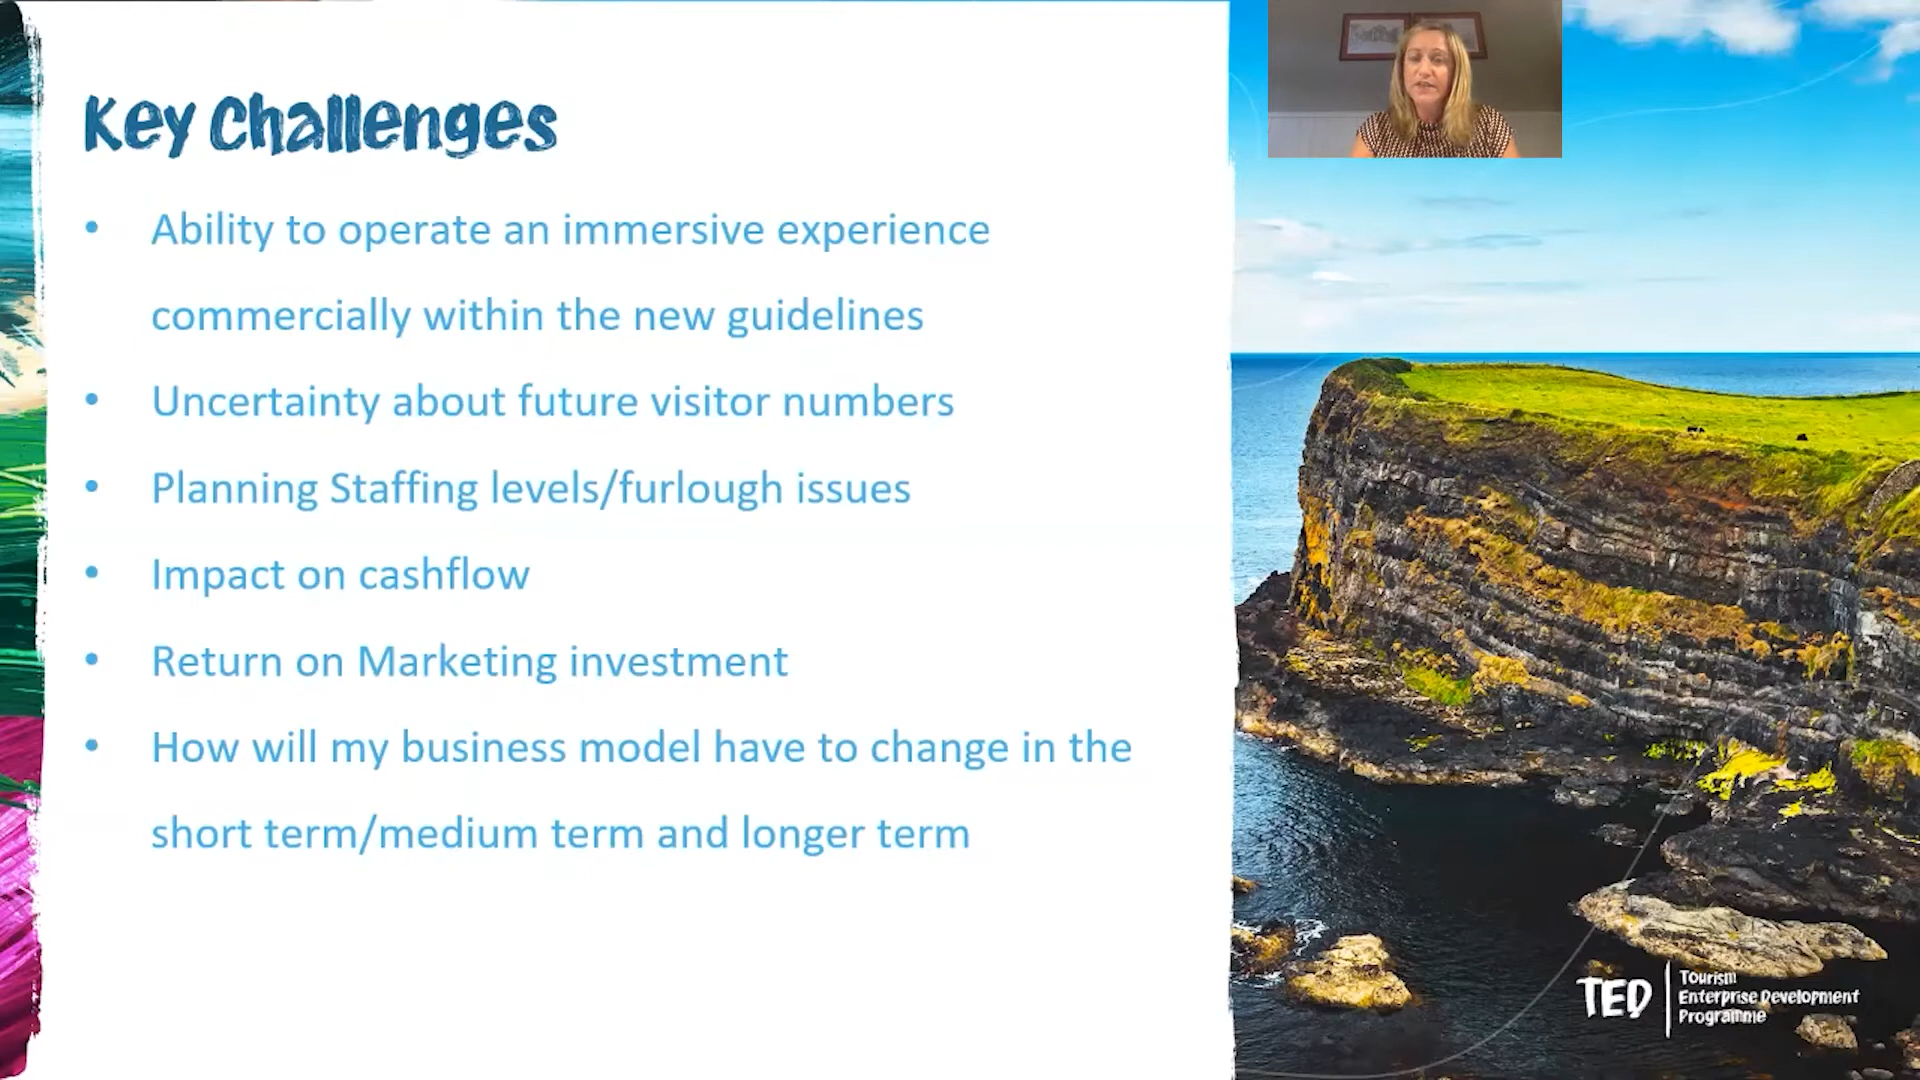 Key Challenges
• Ability to operate an immersive experience
commercially within the new guidelines
• Uncertainty about future visitor numbers
• Planning Staffing levels/furlough issues
• Impact on cashflow
• Return on Marketing investment
• How will my business model have to change in the
short term/medium term and longer term
TED
Tourism
Enterprise Development
Programme